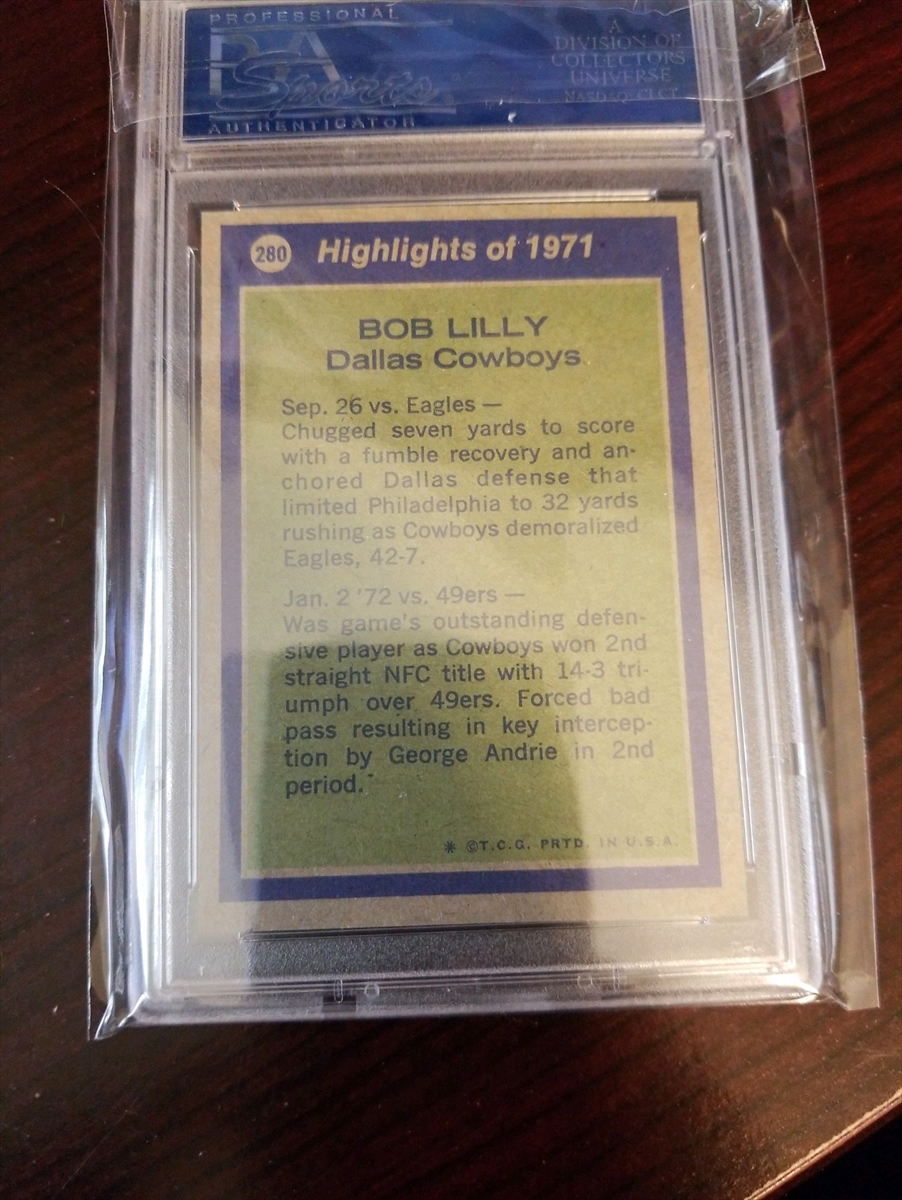 PROFESSIONAL
PSA
Sports
AUTHENTICATOR
A
DIVISION OF
COLLECTORS
UNIVERSE
NASDAQ: CLCT
280 Highlights of 1971
BOB LILLY
Dallas Cowboys
Sep. 26 vs. Eagles —
Chugged seven yards to score
with a fumble recovery and an-
chored Dallas defense that
limited Philadelphia to 32 yards
rushing as Cowboys demoralized
Eagles, 42-7.
Jan. 2 '72 vs. 49ers —
Was game's outstanding defen-
sive player as Cowboys won 2nd
straight NFC title with 14-3 tri-
umph over 49ers. Forced bad
pass resulting in key intercep-
tion by George Andrie in 2nd
period.
* ©T.C.G. PRTD. IN U.S.A.